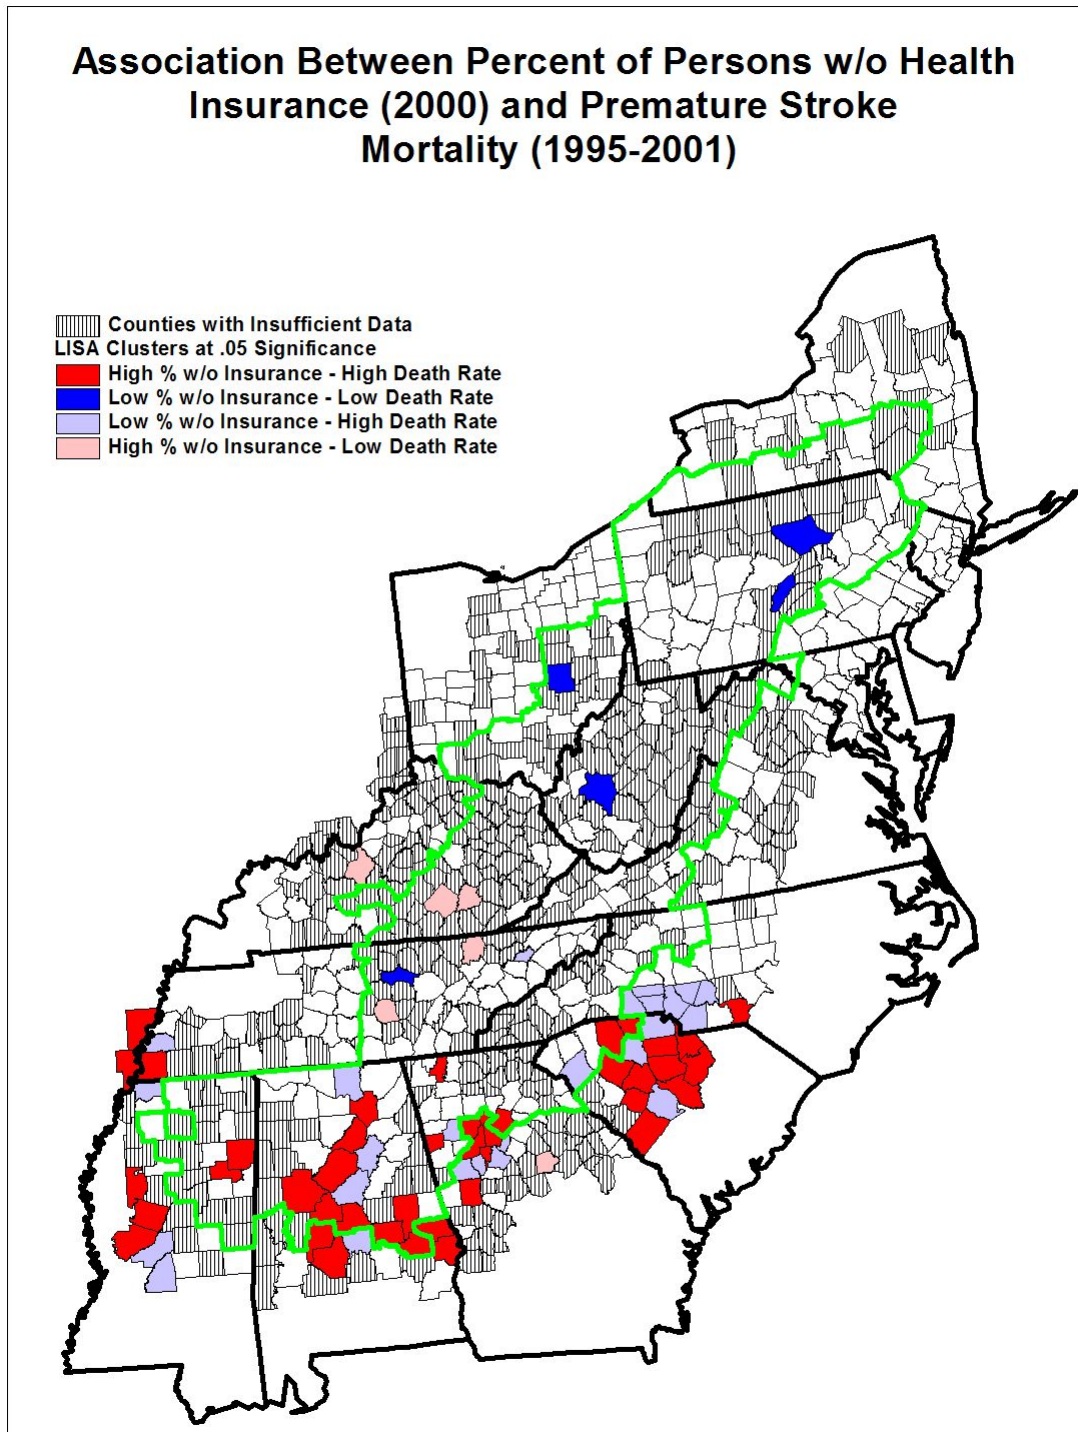 Association Between Percent of Persons w/o Health
Insurance (2000) and Premature Stroke
Mortality (1995-2001)
Counties with Insufficient Data
LISA Clusters at .05 Significance
High % w/o Insurance - High Death Rate
Low % w/o Insurance - Low Death Rate
Low % w/o Insurance - High Death Rate
High % w/o Insurance - Low Death Rate